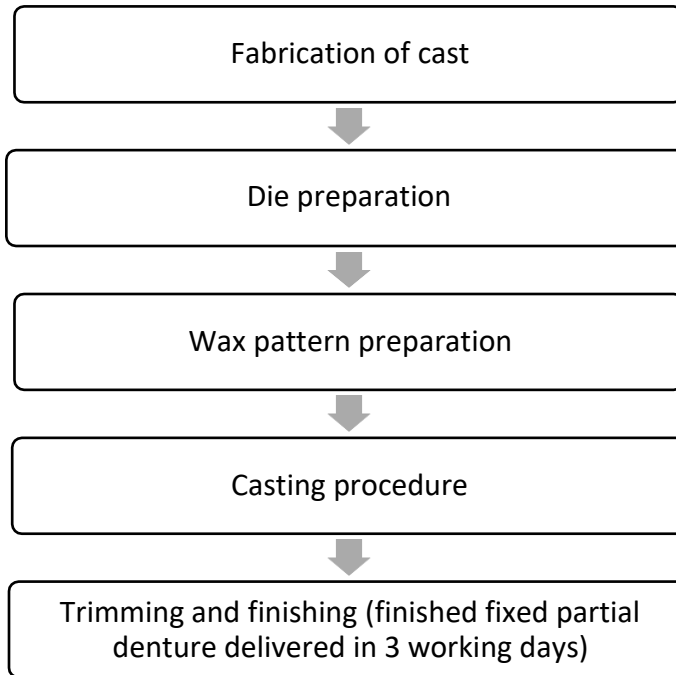 Fabrication of cast
Die preparation
Wax pattern preparation
Casting procedure
Trimming and finishing (finished fixed partial
denture delivered in 3 working days)